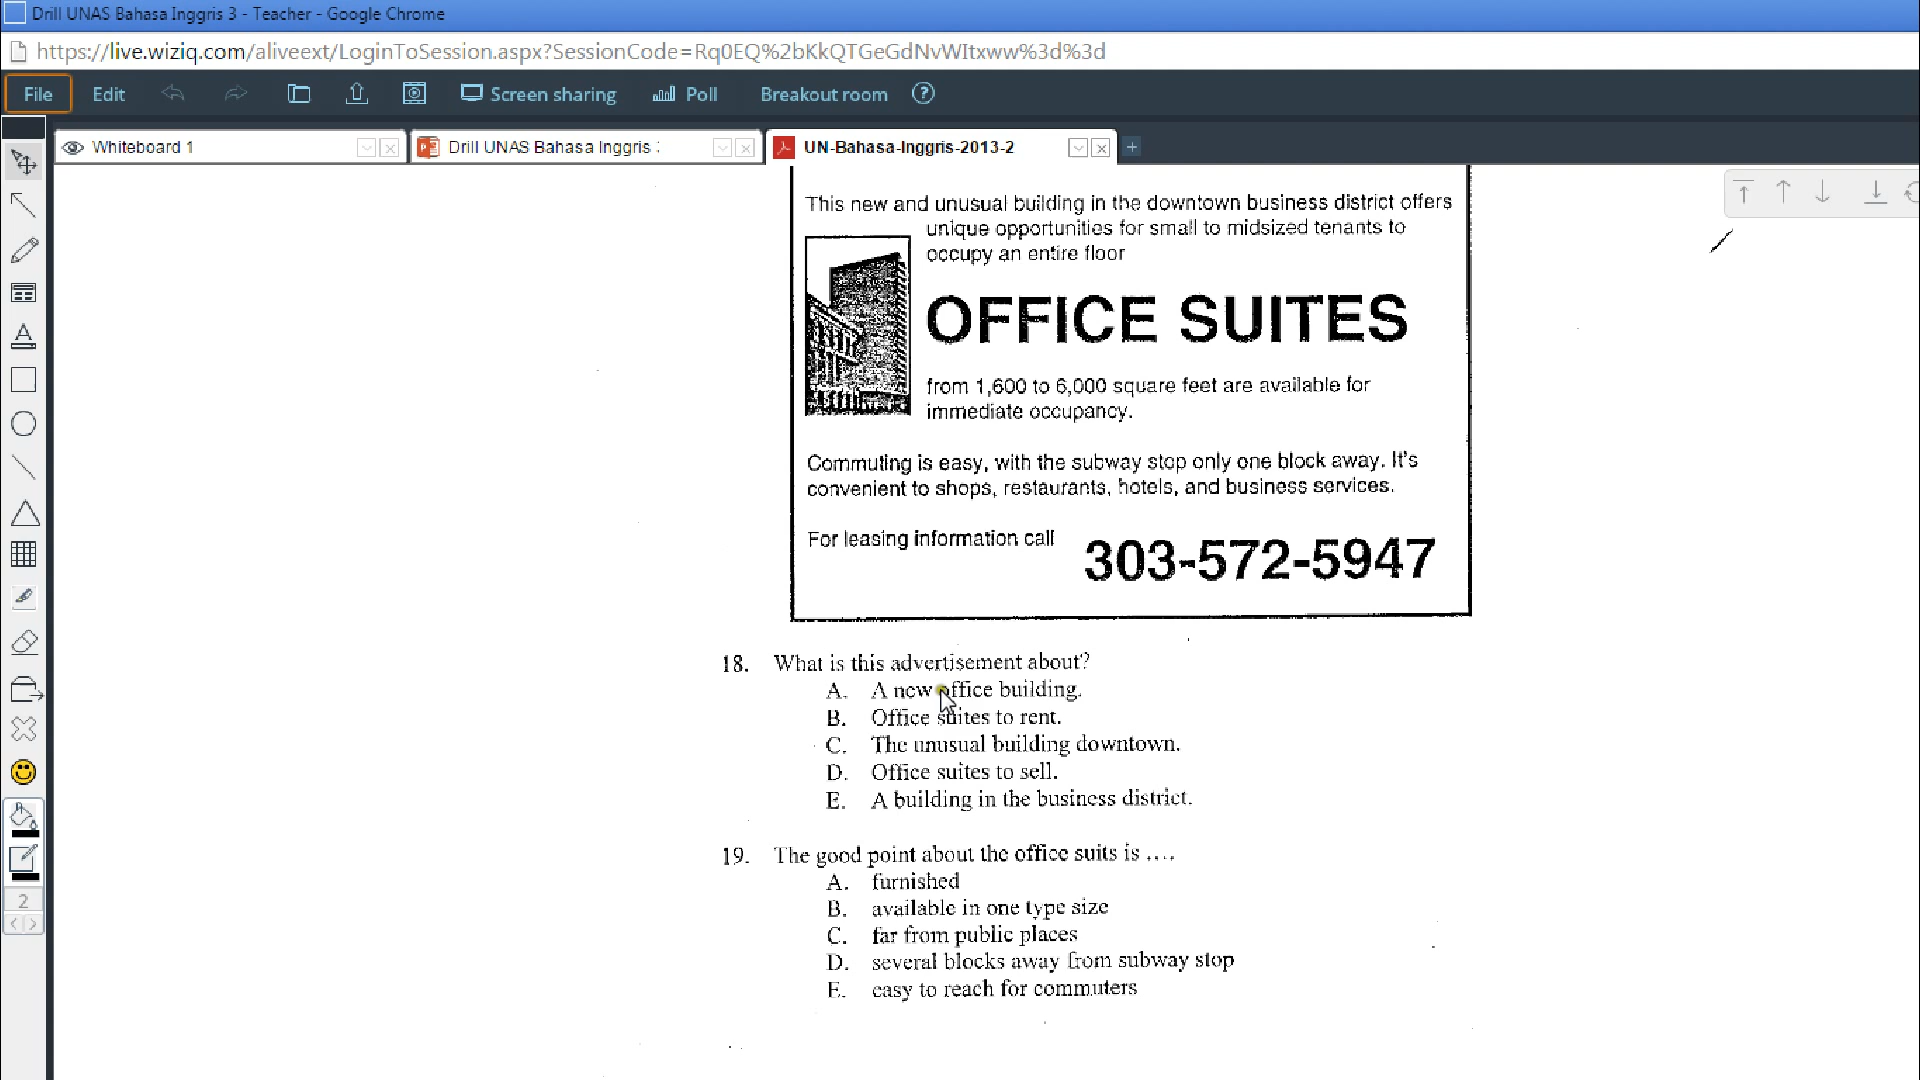 Drill UNAS Bahasa Inggris 3 - Teacher - Google Chrome
https://live.wiziq.com/aliveext/LoginToSession.aspx?SessionCode=Rq0EQ%2bKkQTGeGdNvWItxww%3d%3d
File Edit Screen sharing Poll Breakout room ?
Whiteboard 1 Drill UNAS Bahasa Inggris : UN-Bahasa-Inggris-2013-2 +
This new and unusual building in the downtown business district offers
unique opportunities for small to midsized tenants to
occupy an entire floor
OFFICE SUITES
from 1,600 to 6,000 square feet are available for
immediate occupancy.
Commuting is easy, with the subway stop only one block away. It's
convenient to shops, restaurants, hotels, and business services.
For leasing information call 303-572-5947
18. What is this advertisement about?
A. A new office building.
B. Office suites to rent.
C. The unusual building downtown.
D. Office suites to sell.
E. A building in the business district.
19. The good point about the office suits is ....
A. furnished
B. available in one type size
C. far from public places
D. several blocks away from subway stop
E. easy to reach for commuters
2